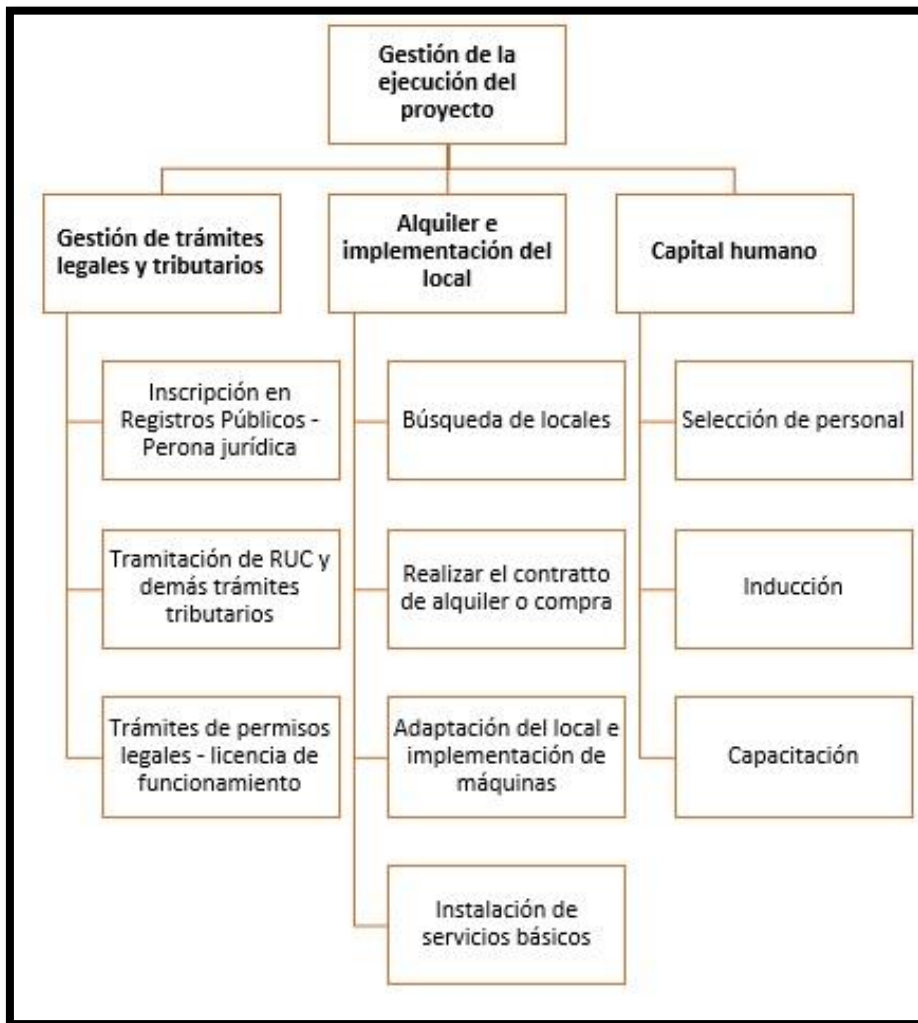 Gestión de la
ejecución del
proyecto
Gestión de trámites
legales y tributarios
Alquiler e
implementación del
local
Capital humano
Inscripción en
Registros Públicos -
Perona jurídica
Búsqueda de locales
Selección de personal
Tramitación de RUC y
demás trámites
tributarios
Realizar el contratto
de alquiler o compra
Inducción
Trámites de permisos
legales - licencia de
funcionamiento
Adaptación del local e
implementación de
máquinas
Capacitación
Instalación de
servicios básicos